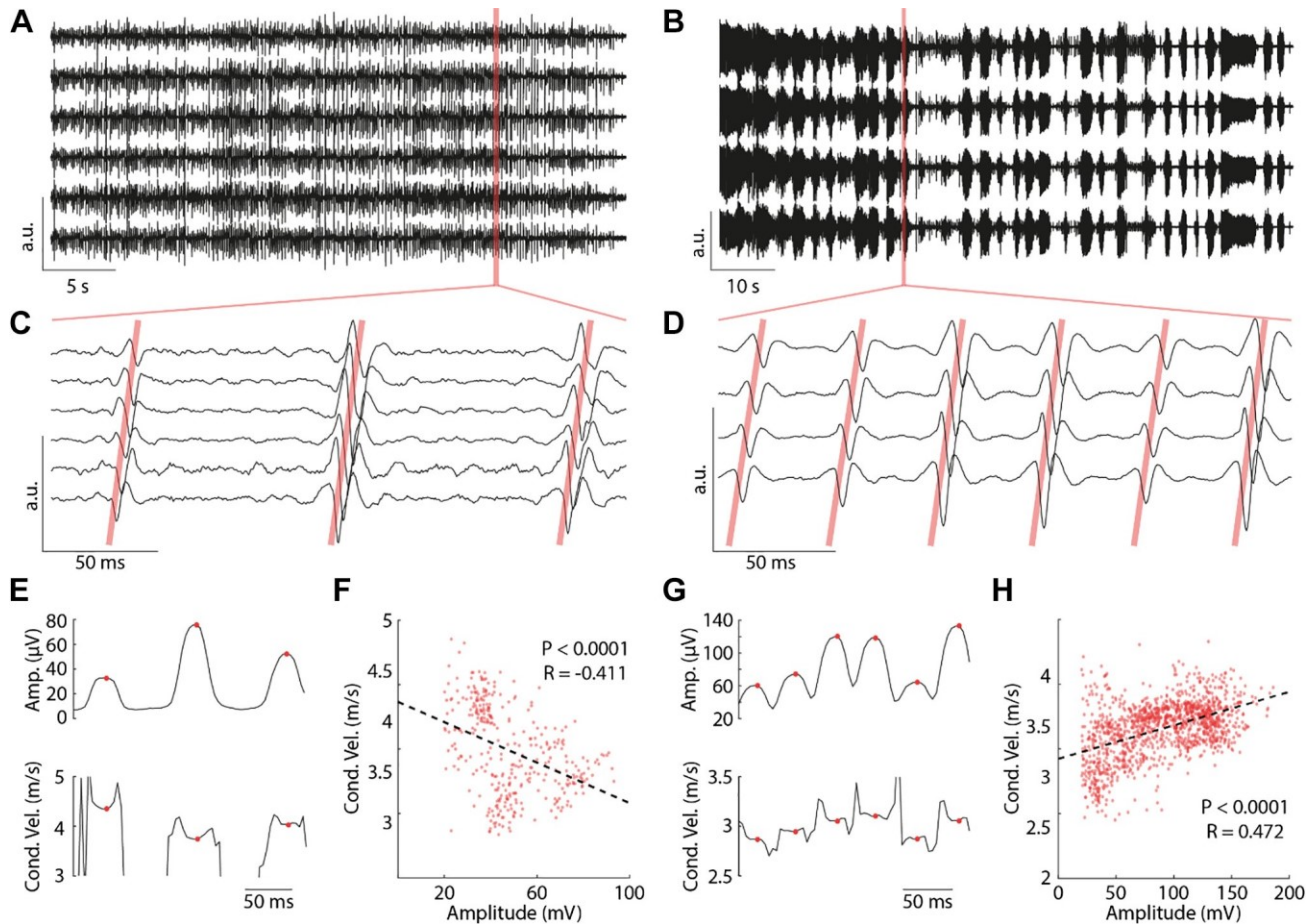 A
B
a.u.
5 s
a.u.
10 s
C
D
a.u.
50 ms
a.u.
50 ms
E
F
G
H
Amp. (μV)
80
60
40
20
0
Cond. Vel. (m/s)
5
4
3
50 ms
Cond. Vel. (m/s)
5
4.5
4
3.5
3
P < 0.0001
R = -0.411
20
60
100
Amplitude (mV)
Amp. (μV)
140
100
60
20
Cond. Vel. (m/s)
3.5
3
2.5
50 ms
Cond. Vel. (m/s)
4
3.5
3
2.5
2
P < 0.0001
R = 0.472
0
50
100
150
200
Amplitude (mV)